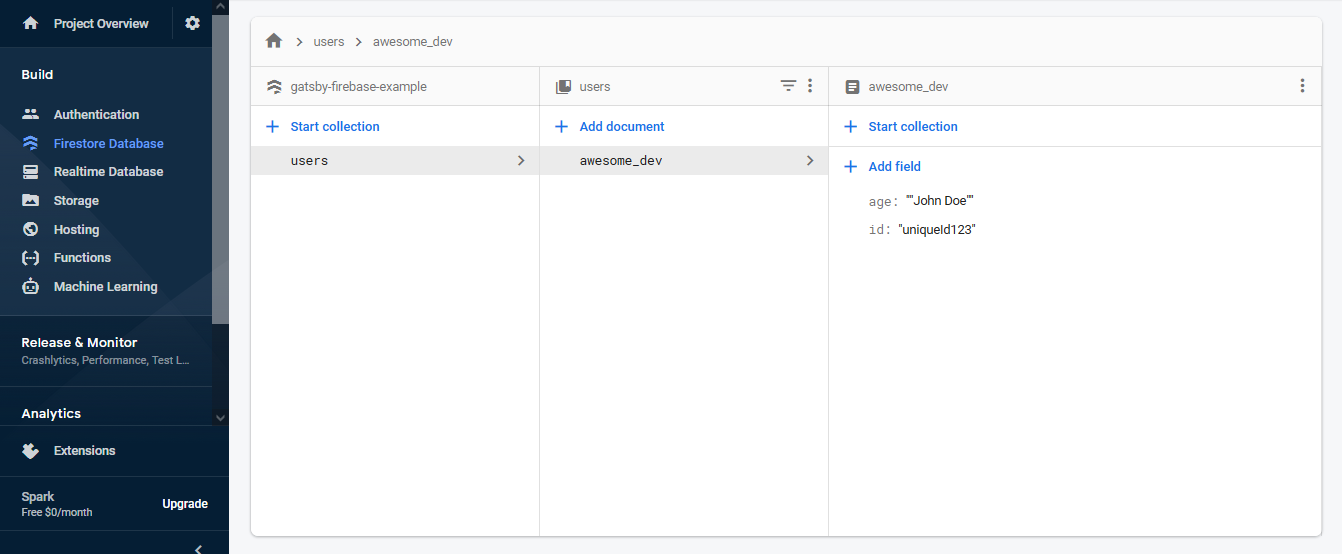 Project Overview
Build
Authentication
Firestore Database
Realtime Database
Storage
Hosting
Functions
Machine Learning
Release & Monitor
Crashlytics, Performance, Test L...
Analytics
Extensions
Spark
Free $0/month
Upgrade
users
awesome_dev
gatsby-firebase-example
Start collection
users
users
Add document
awesome_dev
awesome_dev
Start collection
Add field
age: ""John Doe""
id: "uniqueId123"